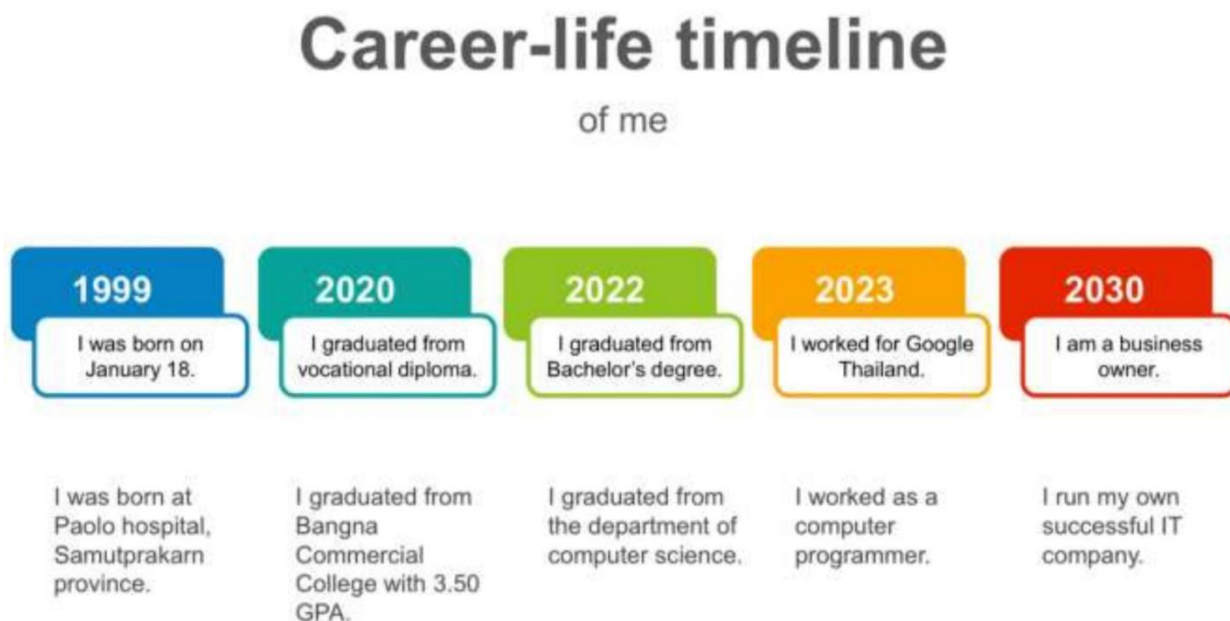 Career-life timeline
of me
1999
I was born on
January 18.
2020
I graduated from
vocational diploma.
2022
I graduated from
Bachelor's degree.
2023
I worked for Google
Thailand.
2030
I am a business
owner.
I was born at
Paolo hospital,
Samutprakarn
province.
I graduated from
Bangna
Commercial
College with 3.50
GPA.
I graduated from
the department of
computer science.
I worked as a
computer
programmer.
I run my own
successful IT
company.